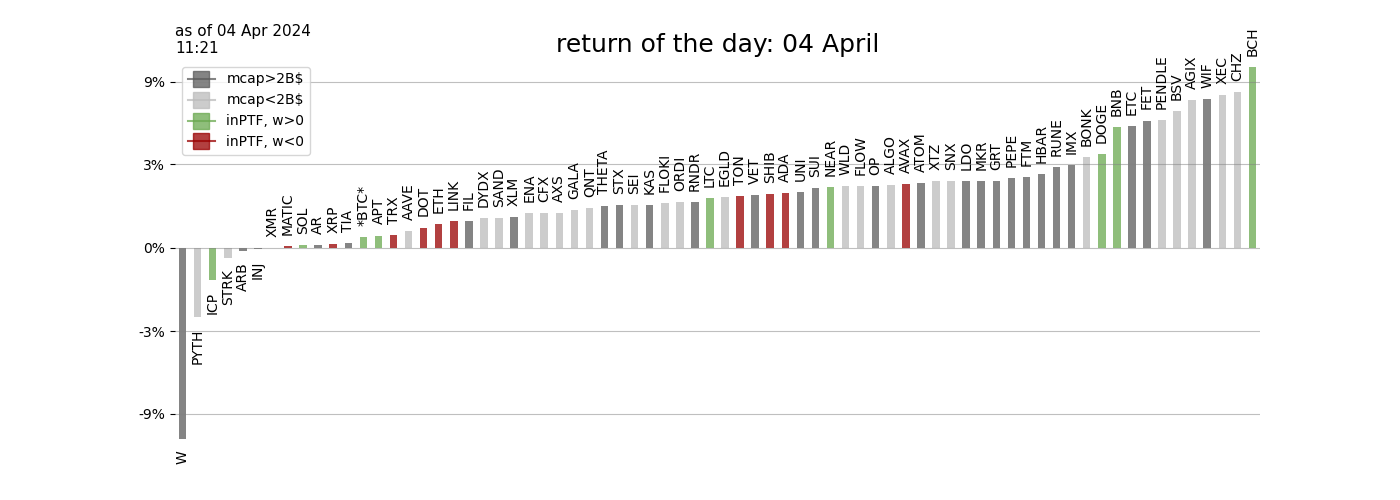 as of 04 Apr 2024
11:21
return of the day: 04 April
mcap>2B$
mcap<2B$
inPTF, w>0
inPTF, w<0
9%
3%
0%
-3%
-9%
W
PYTH
ICP
STRK
ARB
INJ
XMR
MATIC
SOL
AR
XRP
TIA
*BTC*
APT
TRX
AAVE
DOT
ETH
LINK
FIL
DYDX
SAND
XLM
ENA
CFX
AXS
GALA
QNT
THETA
STX
SEI
KAS
FLOKI
ORDI
RNDR
LTC
EGLD
TON
VET
SHIB
ADA
UNI
SUI
NEAR
WLD
FLOW
OP
ALGO
AVAX
ATOM
XTZ
SNX
LDO
MKR
GRT
PEPE
FTM
HBAR
RUNE
IMX
BONK
DOGE
BNB
ETC
FET
PENDLE
BSV
AGIX
WIF
XEC
CHZ
BCH